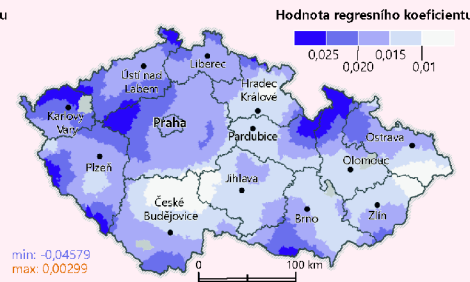 u
Hodnota regresního koeficientu
0,025 0,015
0,020 0,01
Liberec
Ústí nad
Labem
Hradec
Králové
Karlovy
Vary
Praha
Pardubice
Ostrava
Plzeň
Olomouc
Jihlava
České
Budějovice
Brno
Zlín
min: -0,04579
max: 0,00299
0 100 km